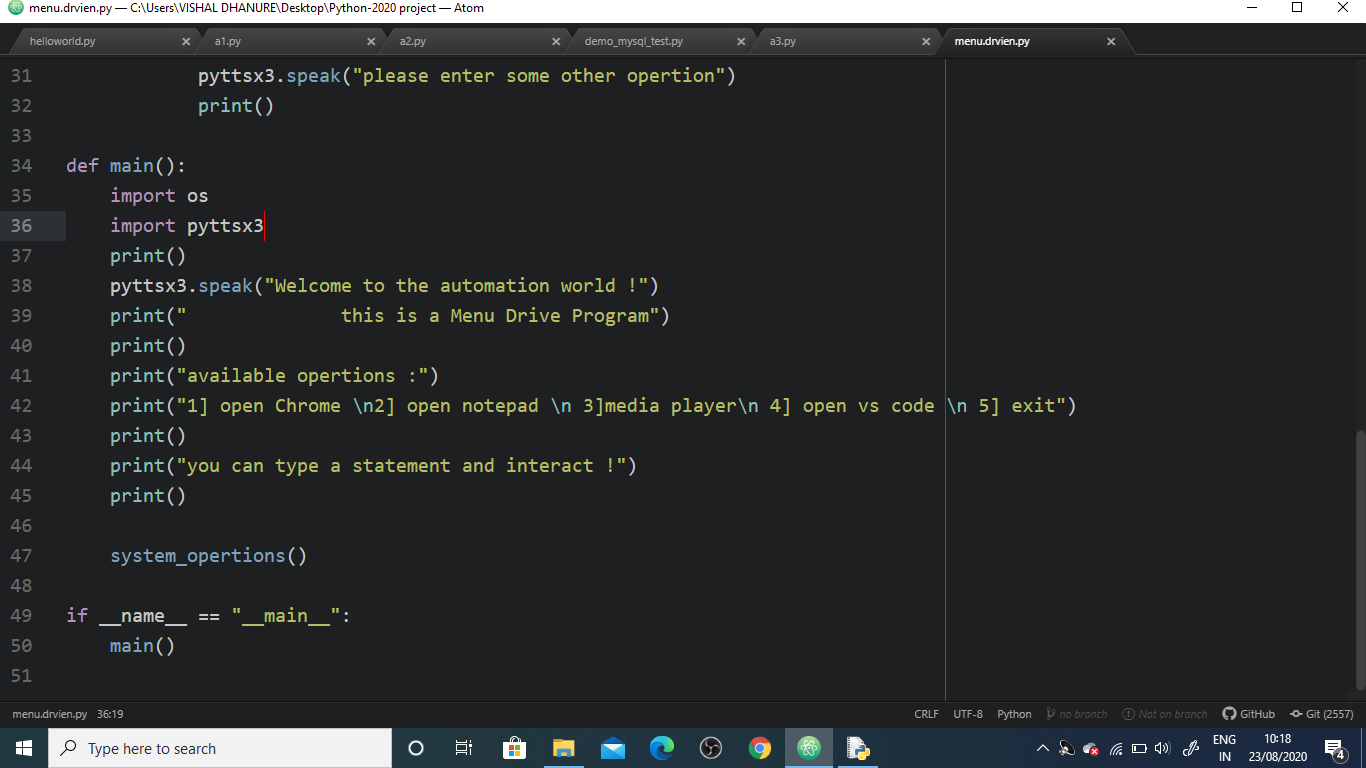 menu.drvien.py — C:\Users\VISHAL DHANURE\Desktop\Python-2020 project — Atom
helloworld.py a1.py a2.py demo_mysql_test.py a3.py menu.drvien.py
31 pyttsx3.speak("please enter some other opertion")
32 print()
33
34 def main():
35 import os
36 import pyttsx3
37 print()
38 pyttsx3.speak("Welcome to the automation world !")
39 print("              this is a Menu Drive Program")
40 print()
41 print("available opertions :")
42 print("1] open Chrome \n2] open notepad \n 3]media player\n 4] open vs code \n 5] exit")
43 print()
44 print("you can type a statement and interact !")
45 print()
46
47 system_opertions()
48
49 if __name__ == "__main__":
50 main()
51
menu.drvien.py 36:19 CRLF UTF-8 Python no branch Not on branch GitHub Git (2557)
Type here to search
ENG
IN
10:18
23/08/2020
4